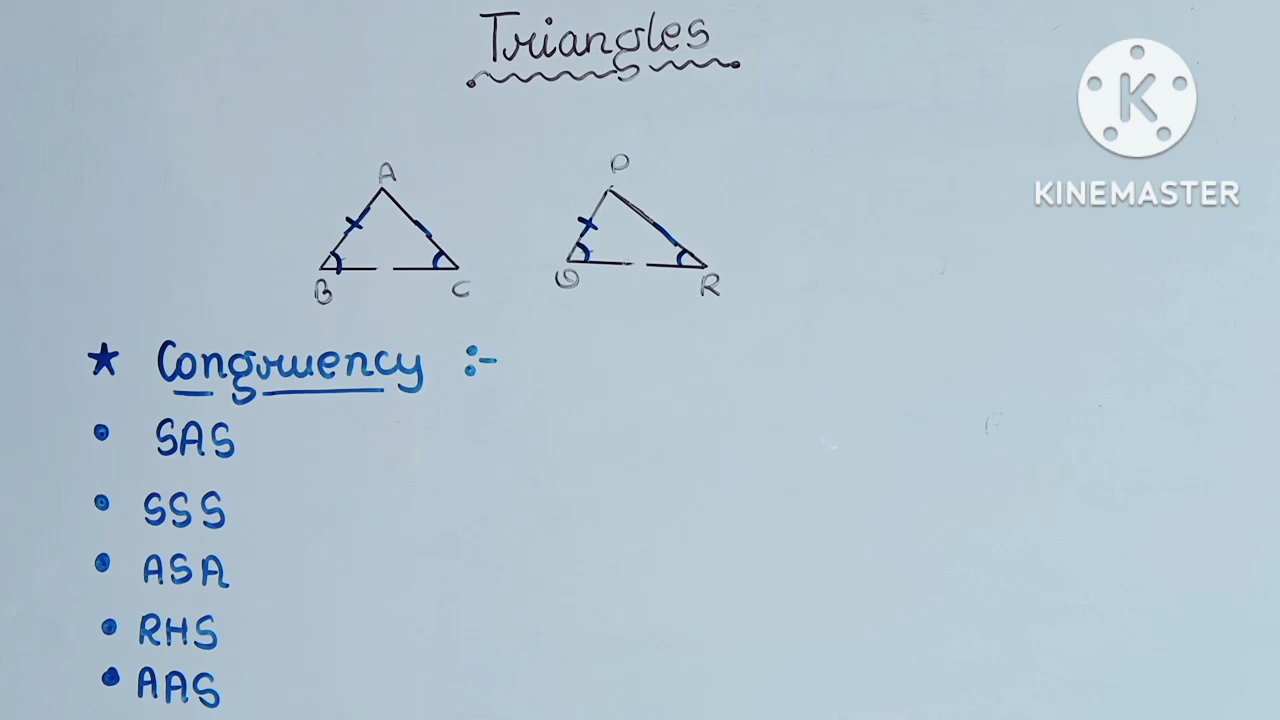 Triangles
K
KINEMASTER
A
P
B
C
Q
R
★ Congruency :-
• SAS
• SSS
• ASA
• RHS
• AAS